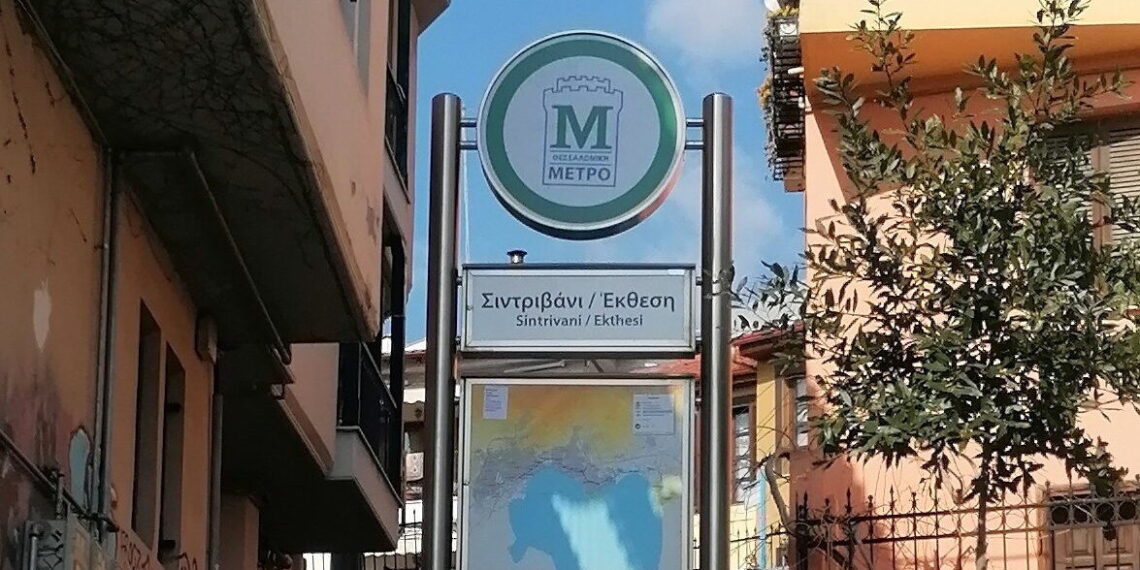 M
ΘΕΣΣΑΛΟΝΙΚΗ
ΜΕΤΡΟ
Σιντριβάνι / Έκθεση
Sintrivani / Ekthesi